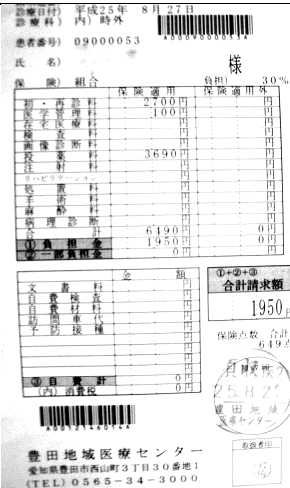 診療日付) 平成25年 8月27日
診療科) 内) 時外
A0009000053A
患者番号) 09000053
氏 名)
様
保 険) 組合 負担) 30%
保険適用 保険適用外
初・再診料 2700円 円
医学管理料 100円 円
在宅医療料 円 円
検査料 円 円
画像診断料 円 円
投薬料 3690円 円
注射料 円 円
リハビリテーション 円 円
処置料 円 円
手術料 円 円
麻酔料 円 円
病理診断 円 円
合計 6490円 0円
①負担金 1950円 0円
②一部負担金 円 円
金 額
文書料 円
自費検査 円
自費材料 円
訪問車代 円
予防接種 円
③自費計 0円
(内)消費税 0円
①+②+③
合計請求額
1950円
保険点数 合計
649点
25.8.2
豊田地域
医療センター
取扱者印
豊田地域医療センター
愛知県豊田市西山町3丁目30番地1
(TEL) 0565-34-3000